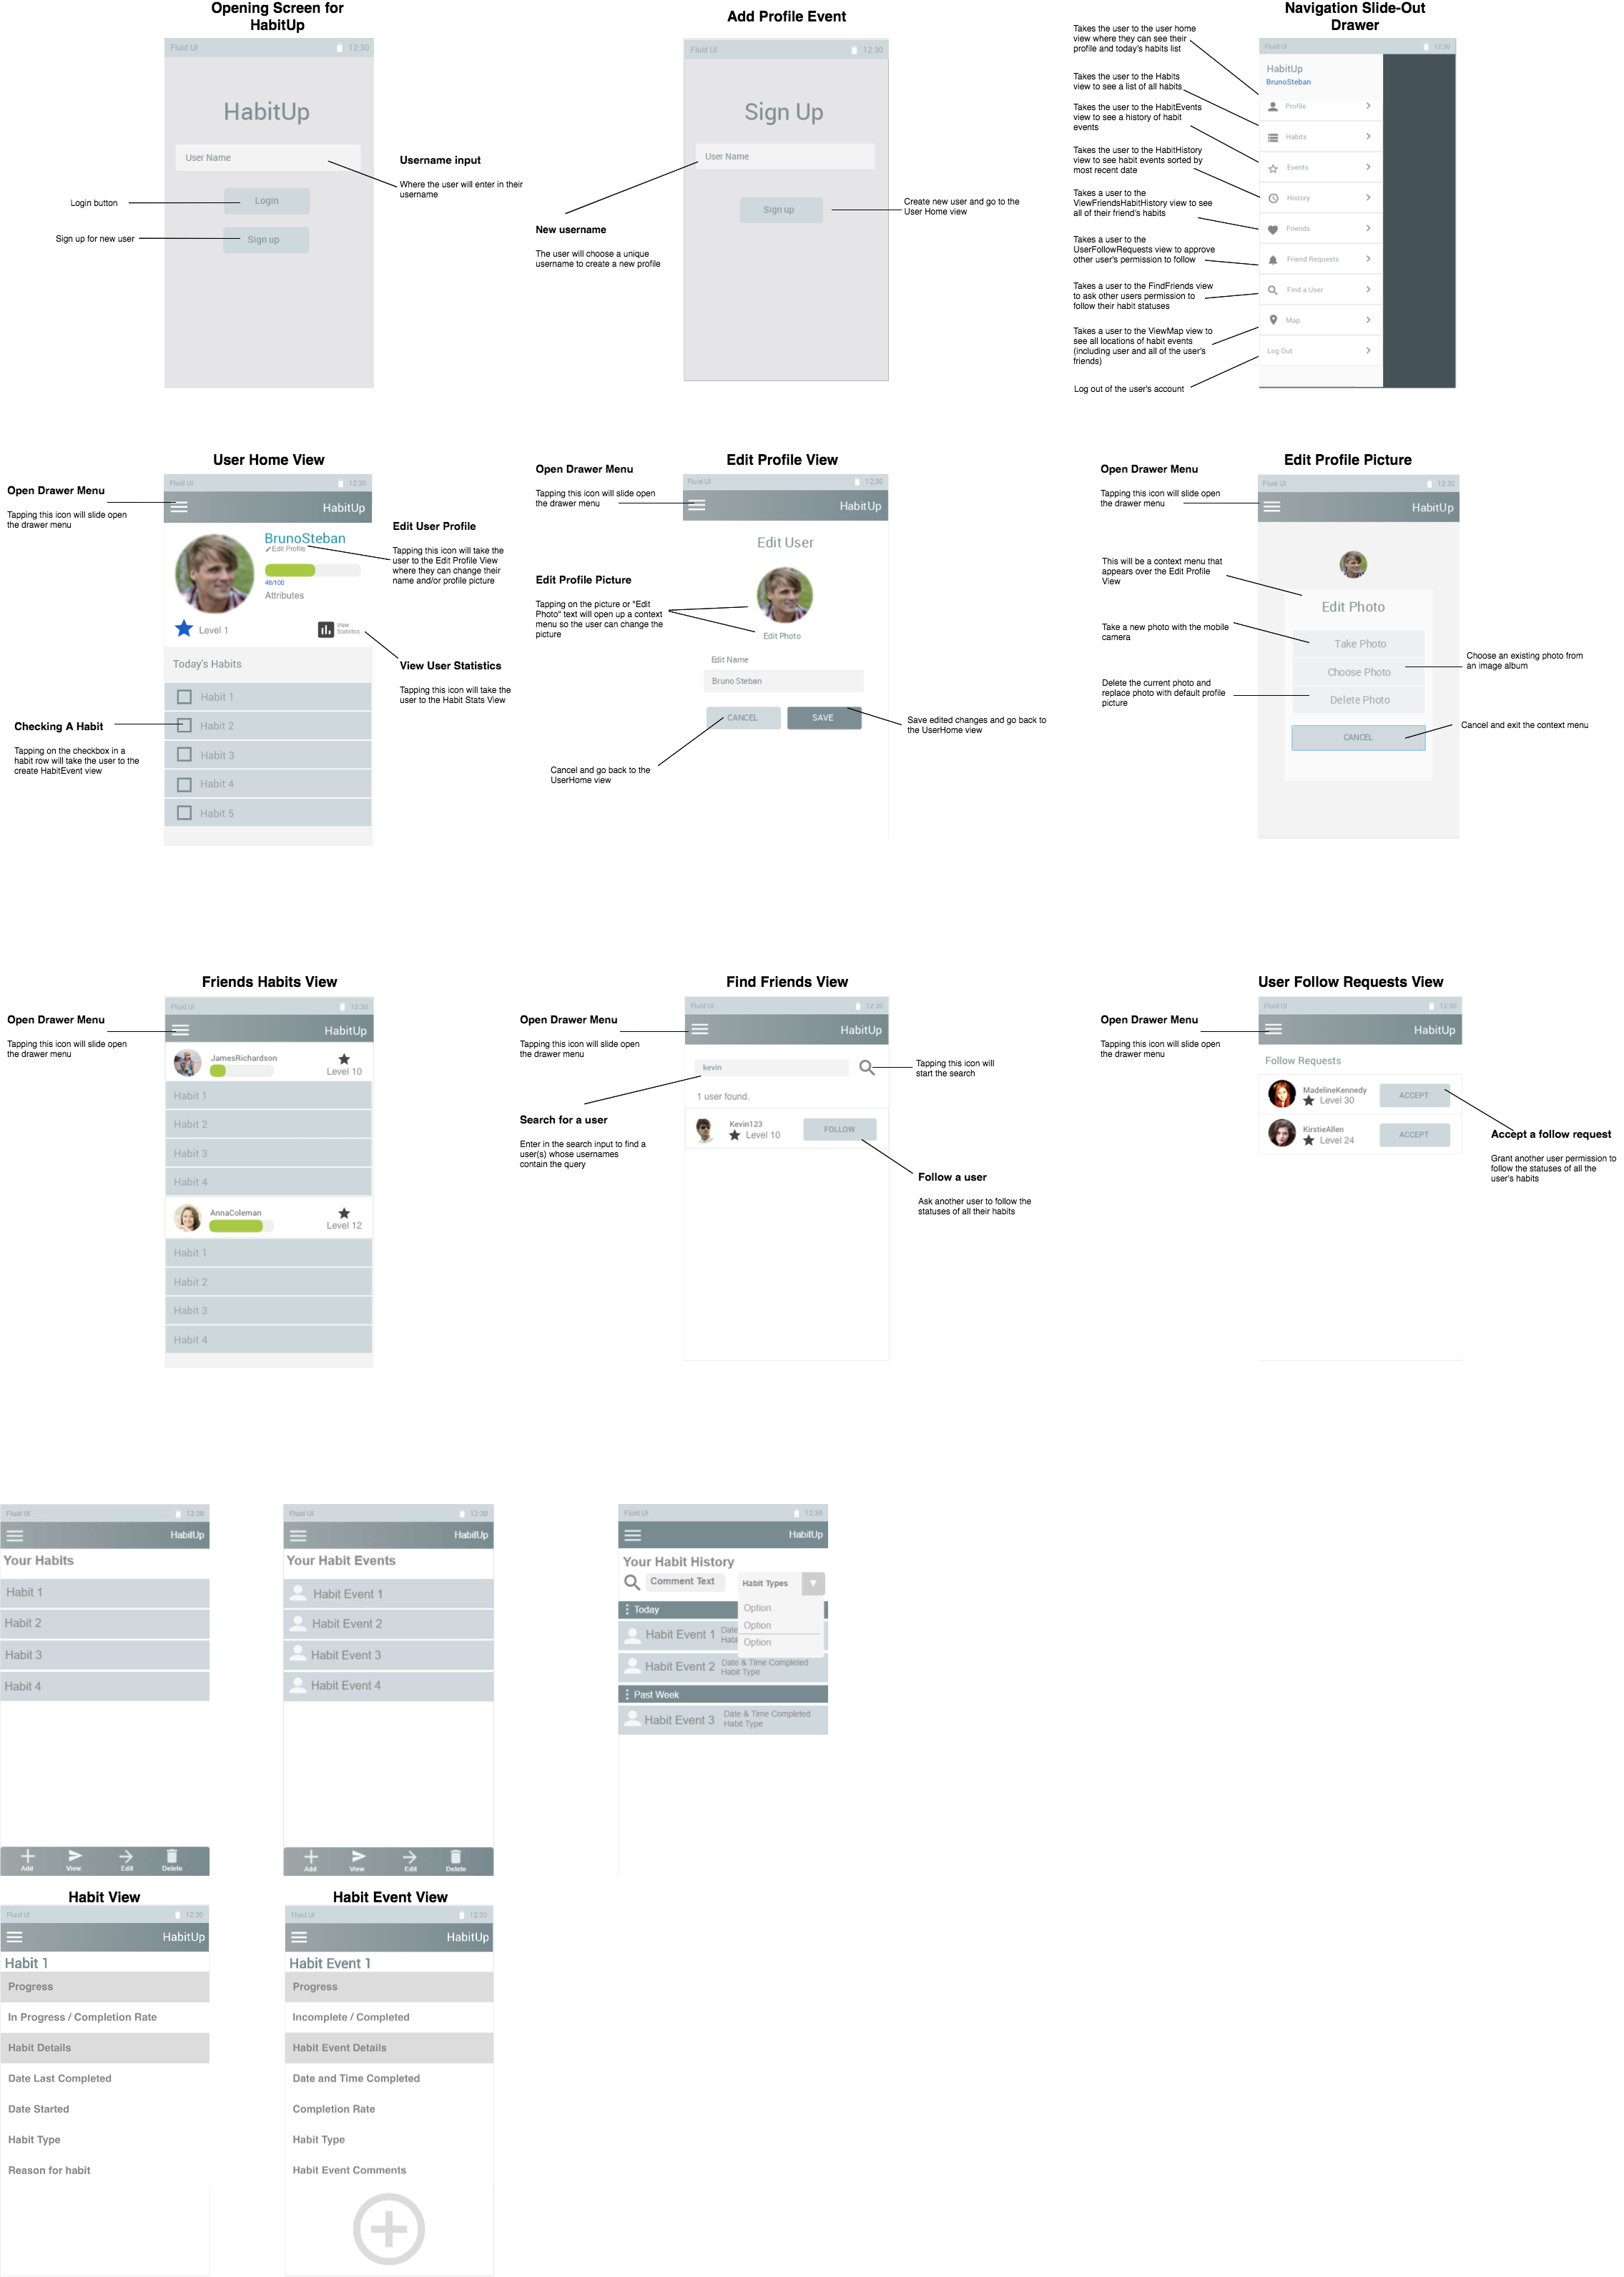 Opening Screen for
HabitUp
Fluid UI 12:30
HabitUp
User Name
Login
Sign up
Login button
Sign up for new user
Username input
Where the user will enter in their
username
Add Profile Event
Fluid UI 12:30
Sign Up
User Name
Sign up
New username
The user will choose a unique
username to create a new profile
Create new user and go to the
User Home view
Navigation Slide-Out
Drawer
Fluid UI 12:30
HabitUp
BrunoSteban
Profile
Habits
Events
History
Friends
Friend Requests
Find a User
Map
Log Out
Takes the user to the user home
view where they can see their
profile and today's habits list
Takes the user to the Habits
view to see a list of all habits
Takes the user to the HabitEvents
view to see a history of habit
events
Takes the user to the HabitHistory
view to see habit events sorted by
most recent date
Takes a user to the
ViewFriendsHabitHistory view to see
all of their friend's habits
Takes a user to the
UserFollowRequests view to approve
other user's permission to follow
Takes a user to the FindFriends view
to ask other users permission to
follow their habit statuses
Takes a user to the ViewMap view to
see all locations of habit events
(including user and all of the user's
friends)
Log out of the user's account
User Home View
Open Drawer Menu
Tapping this icon will slide open
the drawer menu
Fluid UI 12:30
HabitUp
BrunoSteban
Edit Profile
48/100
Attributes
Level 1
View
Statistics
Today's Habits
Habit 1
Habit 2
Habit 3
Habit 4
Habit 5
Edit User Profile
Tapping this icon will take the
user to the Edit Profile View
where they can change their
name and/or profile picture
View User Statistics
Tapping this icon will take the
user to the Habit Stats View
Checking A Habit
Tapping on the checkbox in a
habit row will take the user to the
create HabitEvent view
Edit Profile View
Open Drawer Menu
Tapping this icon will slide open
the drawer menu
Fluid UI 12:30
HabitUp
Edit User
Edit Photo
Edit Name
Bruno Steban
CANCEL
SAVE
Edit Profile Picture
Tapping on the picture or "Edit
Photo" text will open up a context
menu so the user can change the
picture
Save edited changes and go back to
the UserHome view
Cancel and go back to the
UserHome view
Edit Profile Picture
Open Drawer Menu
Tapping this icon will slide open
the drawer menu
Fluid UI 12:30
HabitUp
Edit Photo
Take Photo
Choose Photo
Delete Photo
CANCEL
This will be a context menu that
appears over the Edit Profile
View
Take a new photo with the mobile
camera
Choose an existing photo from
an image album
Delete the current photo and
replace photo with default profile
picture
Cancel and exit the context menu
Friends Habits View
Open Drawer Menu
Tapping this icon will slide open
the drawer menu
Fluid UI 12:30
HabitUp
JamesRichardson
Level 10
Habit 1
Habit 2
Habit 3
Habit 4
AnnaColeman
Level 12
Habit 1
Habit 2
Habit 3
Habit 4
Find Friends View
Open Drawer Menu
Tapping this icon will slide open
the drawer menu
Fluid UI 12:30
HabitUp
kevin
1 user found.
Kevin123
Level 10
FOLLOW
Tapping this icon will
start the search
Search for a user
Enter in the search input to find a
user(s) whose usernames
contain the query
Follow a user
Ask another user to follow the
statuses of all their habits
User Follow Requests View
Open Drawer Menu
Tapping this icon will slide open
the drawer menu
Fluid UI 12:30
HabitUp
Follow Requests
MadelineKennedy
Level 30
ACCEPT
KirstieAllen
Level 24
ACCEPT
Accept a follow request
Grant another user permission to
follow the statuses of all the
user's habits
Fluid UI 12:30
HabitUp
Your Habits
Habit 1
Habit 2
Habit 3
Habit 4
Add View Edit Delete
Fluid UI 12:30
HabitUp
Your Habit Events
Habit Event 1
Habit Event 2
Habit Event 3
Habit Event 4
Add View Edit Delete
Fluid UI 12:30
HabitUp
Your Habit History
Comment Text
Habit Types
Option
Option
Option
Today
Habit Event 1
Date
Habi
Habit Event 2
Date & Time Completed
Habit Type
Past Week
Habit Event 3
Date & Time Completed
Habit Type
Habit View
Fluid UI 12:30
HabitUp
Habit 1
Progress
In Progress / Completion Rate
Habit Details
Date Last Completed
Date Started
Habit Type
Reason for habit
Habit Event View
Fluid UI 12:30
HabitUp
Habit Event 1
Progress
Incomplete / Completed
Habit Event Details
Date and Time Completed
Completion Rate
Habit Type
Habit Event Comments